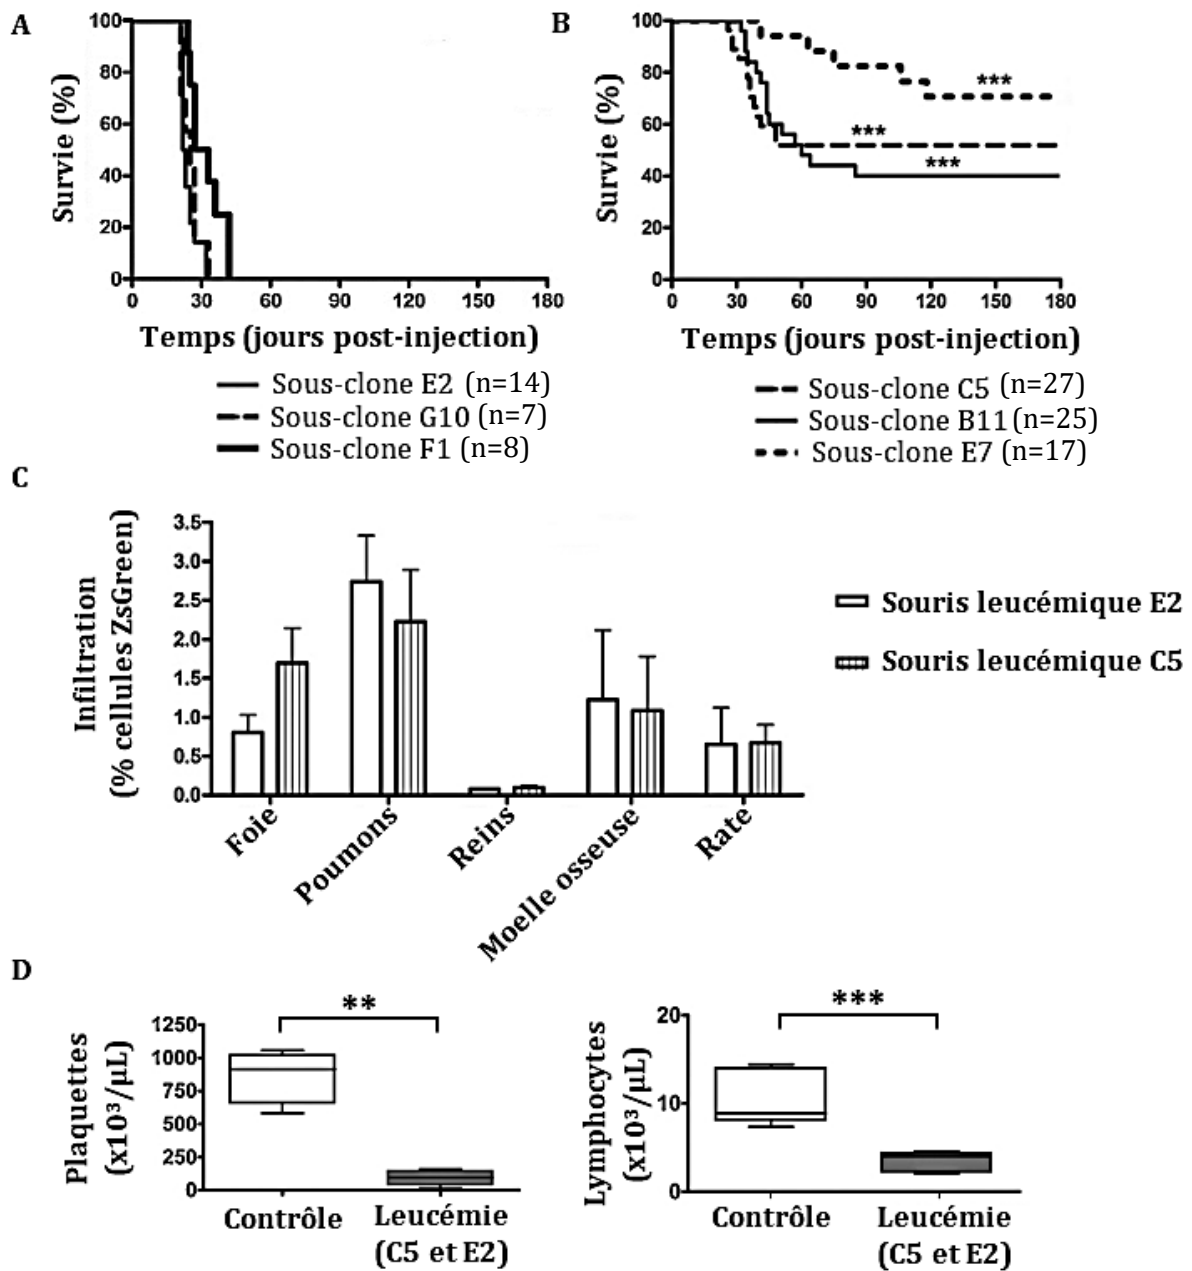 A
B
Survie (%)
100
80
60
40
20
0
0 30 60 90 120 150 180
Temps (jours post-injection)
Sous-clone E2 (n=14)
Sous-clone G10 (n=7)
Sous-clone F1 (n=8)
Survie (%)
100
80
60
40
20
0
***
***
***
0 30 60 90 120 150 180
Temps (jours post-injection)
Sous-clone C5 (n=27)
Sous-clone B11 (n=25)
Sous-clone E7 (n=17)
C
Infiltration
(% cellules ZsGreen)
3.5
3.0
2.5
2.0
1.5
1.0
0.5
0.0
Foie
Poumons
Reins
Moelle osseuse
Rate
Souris leucémique E2
Souris leucémique C5
D
Plaquettes
(x10³/µL)
1250
1000
750
500
250
0
**
Contrôle
Leucémie
(C5 et E2)
Lymphocytes
(x10³/µL)
20
10
0
***
Contrôle
Leucémie
(C5 et E2)